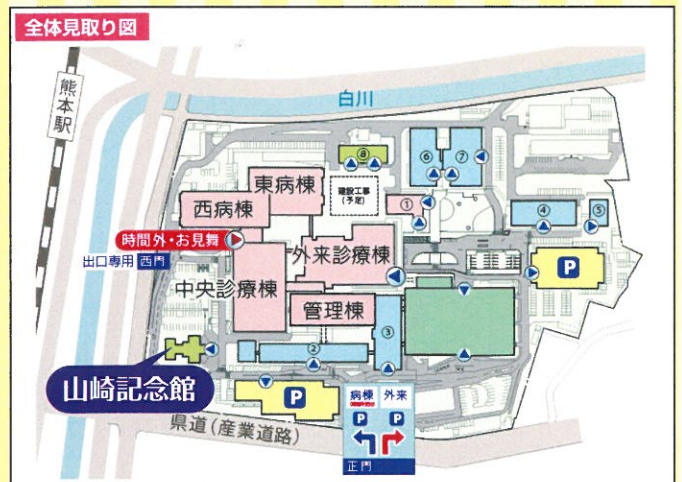 全体見取り図
熊本駅
白川
⑧
⑥
⑦
東病棟
建設工事
(予定)
①
西病棟
④
⑤
時間外・お見舞
外来診療棟
出口専用 西門
P
中央診療棟
管理棟
③
②
山崎記念館
P
病棟 外来
P P
県道(産業道路)
正門